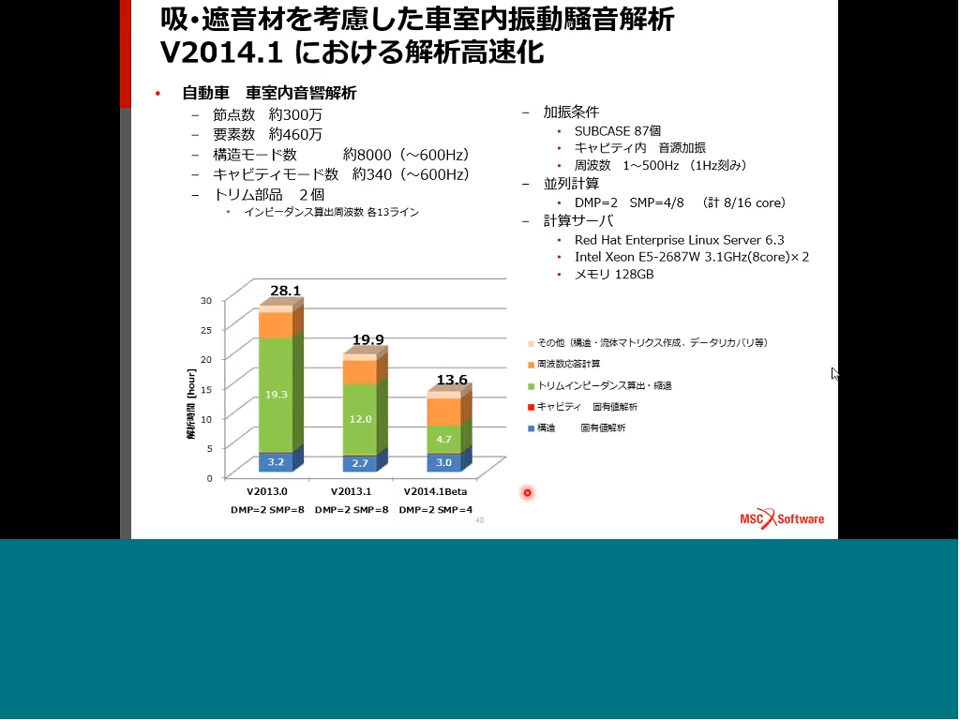 吸・遮音材を考慮した車室内振動騒音解析
V2014.1 における解析高速化
• 自動車 車室内音響解析
– 節点数 約300万
– 要素数 約460万
– 構造モード数 約8000（～600Hz）
– キャビティモード数 約340（～600Hz）
– トリム部品 2個
• インピーダンス算出周波数 各13ライン
– 加振条件
• SUBCASE 87個
• キャビティ内 音源加振
• 周波数 1～500Hz （1Hz刻み）
– 並列計算
• DMP=2 SMP=4/8 （計 8/16 core）
– 計算サーバ
• Red Hat Enterprise Linux Server 6.3
• Intel Xeon E5-2687W 3.1GHz(8core)×2
• メモリ 128GB
解析時間 [hour]
30
25
20
15
10
5
0
28.1
19.3
3.2
19.9
12.0
2.7
13.6
4.7
3.0
V2013.0 V2013.1 V2014.1Beta
DMP=2 SMP=8 DMP=2 SMP=8 DMP=2 SMP=4
その他（構造・流体マトリクス作成、データリカバリ等）
周波数応答計算
トリムインピーダンス算出・縮退
キャビティ 固有値解析
構造 固有値解析
40
MSC Software